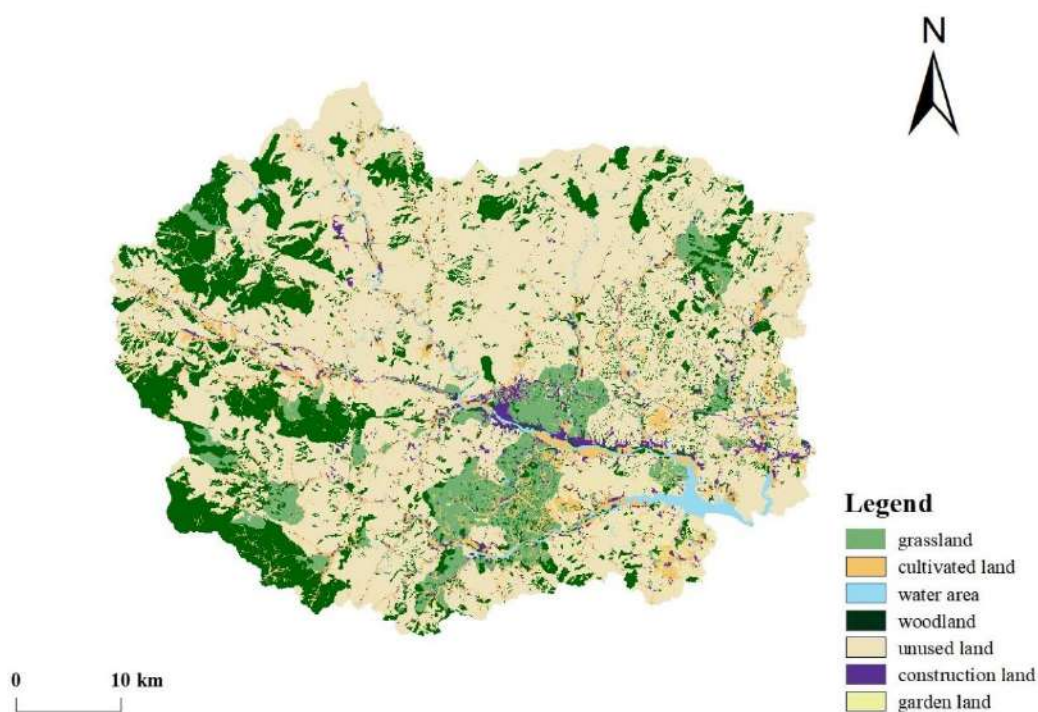 N
Legend
grassland
cultivated land
water area
woodland
unused land
construction land
garden land
0 10 km